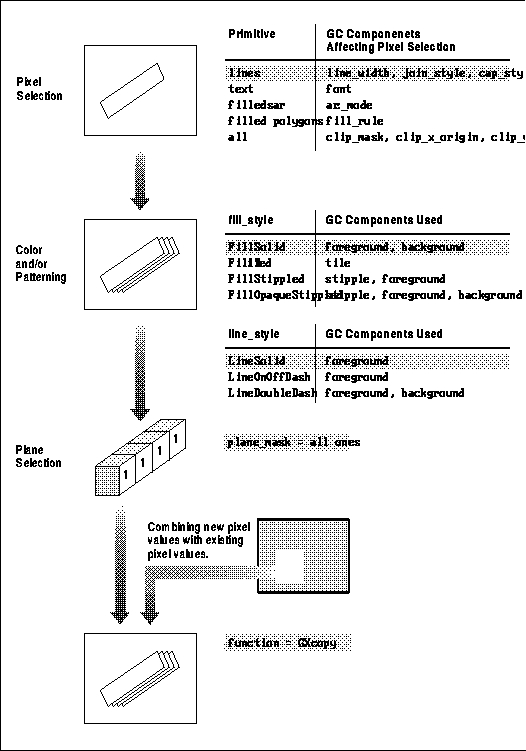 Primitive GC Componenets
Affecting Pixel Selection
Pixel
Selection
lines line_width, join_style, cap_sty
text font
filledsar arc_mode
filled polygons fill_rule
all clip_mask, clip_x_origin, clip_
Color
and/or
Patterning
fill_style GC Components Used
FillSolid foreground, background
tile
FillStippled stipple, foreground
FillOpaqueStippled stipple, foreground, background
line_style GC Components Used
LineSolid foreground
LineOnOffDash foreground
LineDoubleDash foreground, background
Plane
Selection
1 1 1 1
plane_mask = all ones
Combining new pixel
values with existing
pixel values.
function = GXcopy